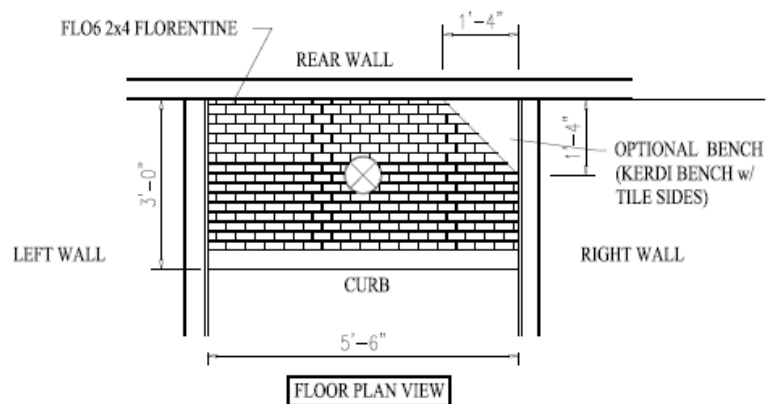 1'-4"
FLO6 2x4 FLORENTINE
REAR WALL
3'-0"
1'-4"
OPTIONAL BENCH
(KERDI BENCH w/
TILE SIDES)
LEFT WALL
RIGHT WALL
CURB
5'-6"
FLOOR PLAN VIEW